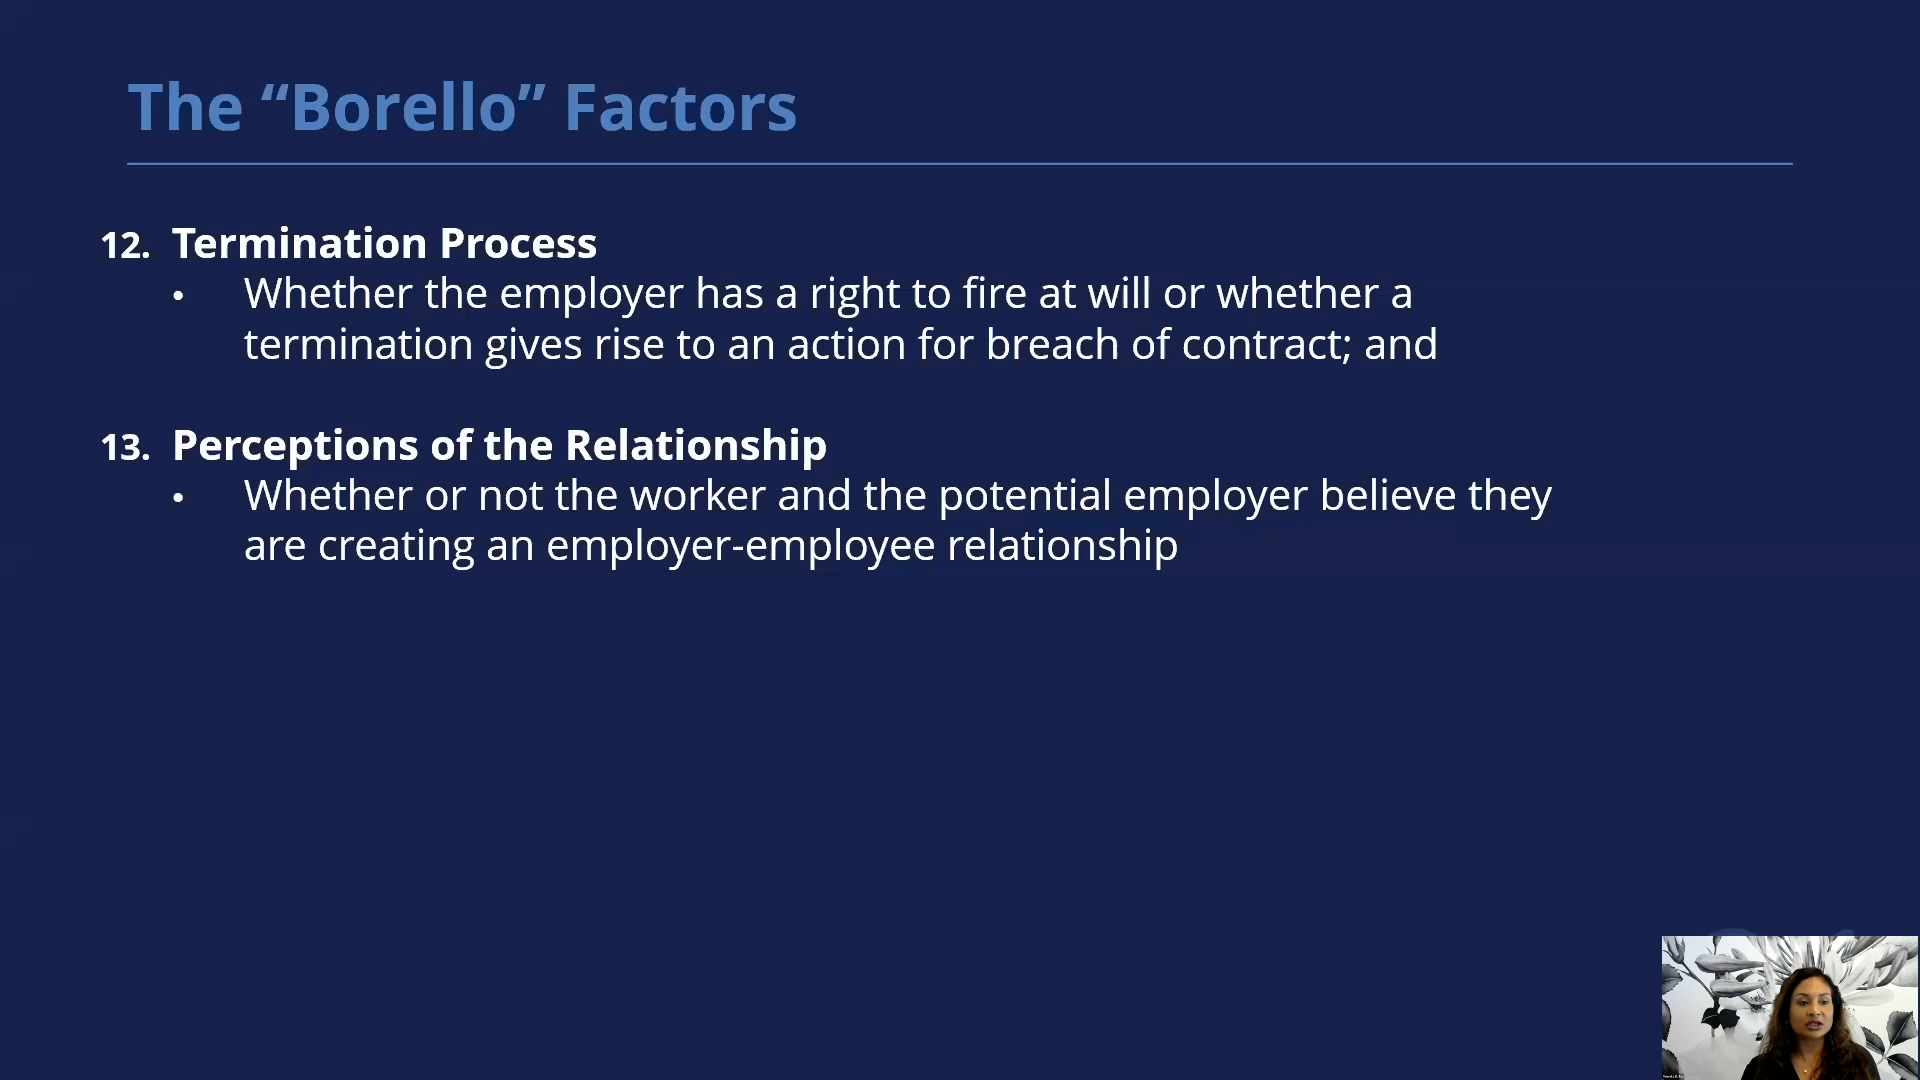 The “Borello” Factors
12. Termination Process
• Whether the employer has a right to fire at will or whether a
termination gives rise to an action for breach of contract; and
13. Perceptions of the Relationship
• Whether or not the worker and the potential employer believe they
are creating an employer-employee relationship